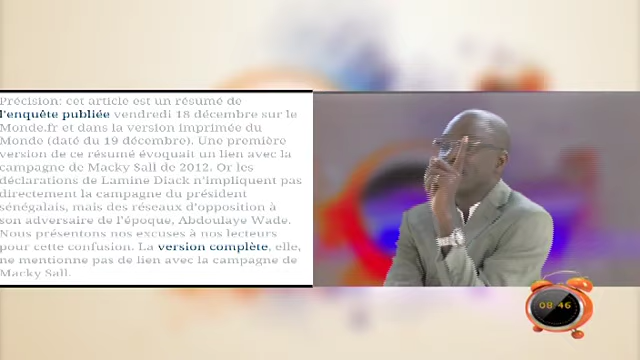 Précision: cet article est un résumé de
l'enquête publiée vendredi 18 décembre sur le
Monde.fr et dans la version imprimée du
Monde (daté du 19 décembre). Une première
version de ce résumé évoquait un lien avec la
campagne de Macky Sall de 2012. Or les
déclarations de Lamine Diack n'impliquent pas
directement la campagne du président
sénégalais, mais des réseaux d'opposition à
son adversaire de l'époque, Abdoulaye Wade.
Nous présentons nos excuses à nos lecteurs
pour cette confusion. La version complète, elle,
ne mentionne pas de lien avec la campagne de
Macky Sall.
08:46